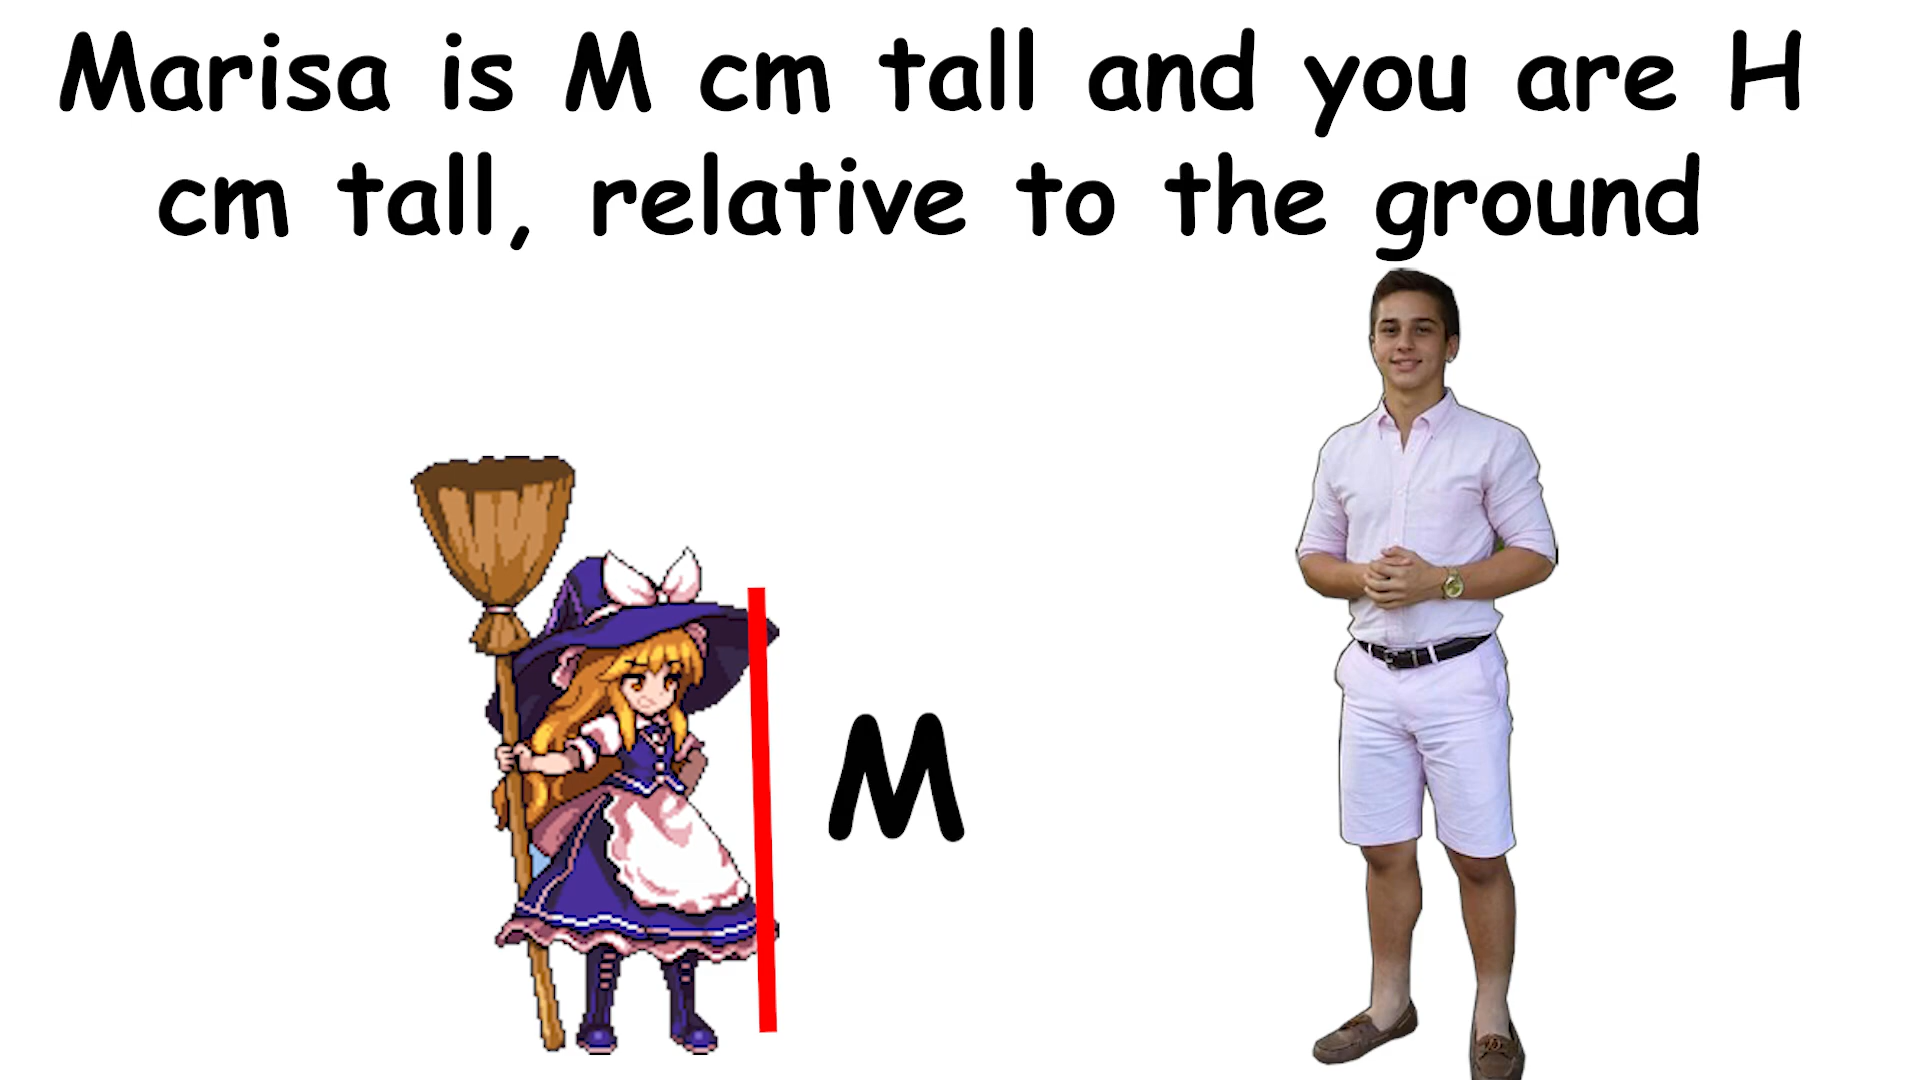 Marisa is M cm tall and you are H
cm tall, relative to the ground
M